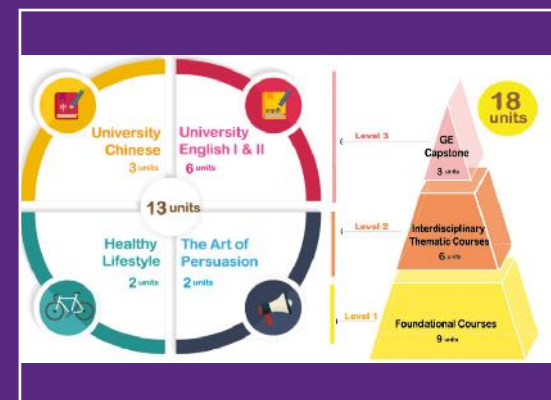 University
Chinese
3 units
University
English I & II
6 units
13 units
Healthy
Lifestyle
2 units
The Art of
Persuasion
2 units
18
units
Level 3
GE
Capstone
3 units
Level 2
Interdisciplinary
Thematic Courses
6 units
Level 1
Foundational Courses
9 units